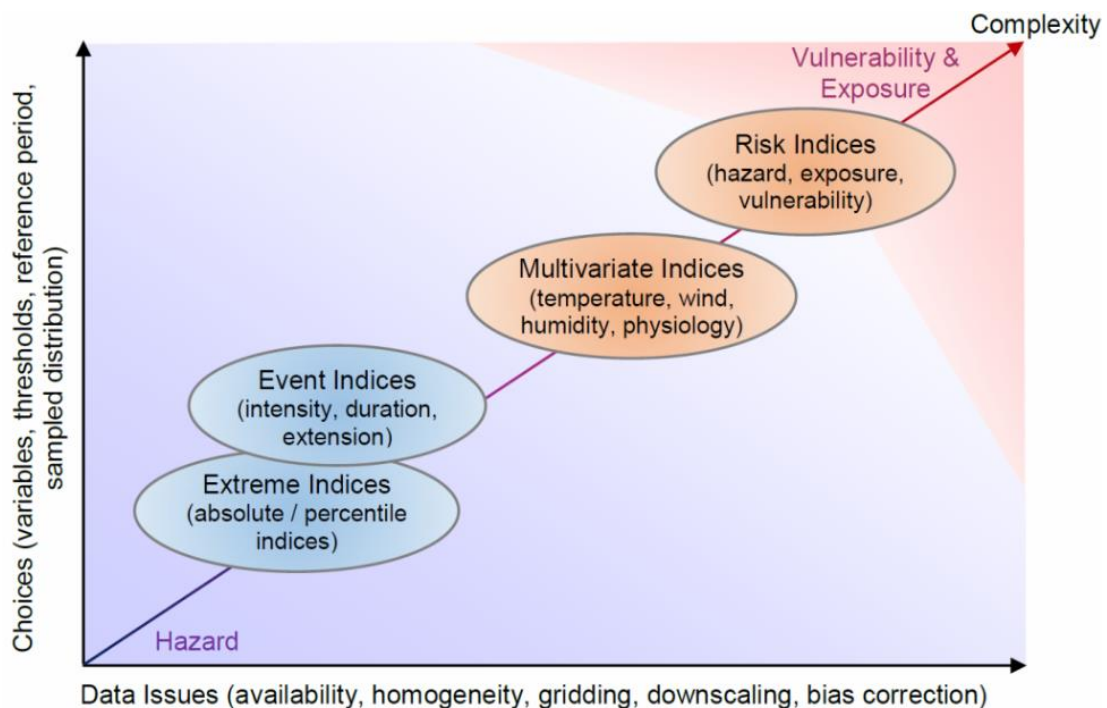 Complexity
Vulnerability &
Exposure
Risk Indices
(hazard, exposure,
vulnerability)
Multivariate Indices
(temperature, wind,
humidity, physiology)
Event Indices
(intensity, duration,
extension)
Extreme Indices
(absolute / percentile
indices)
Hazard
Choices (variables, thresholds, reference period,
sampled distribution)
Data Issues (availability, homogeneity, gridding, downscaling, bias correction)